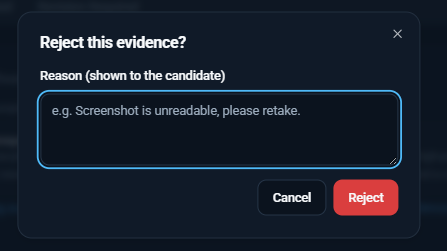 Reject this evidence?
Reason (shown to the candidate)
e.g. Screenshot is unreadable, please retake.
Cancel
Reject